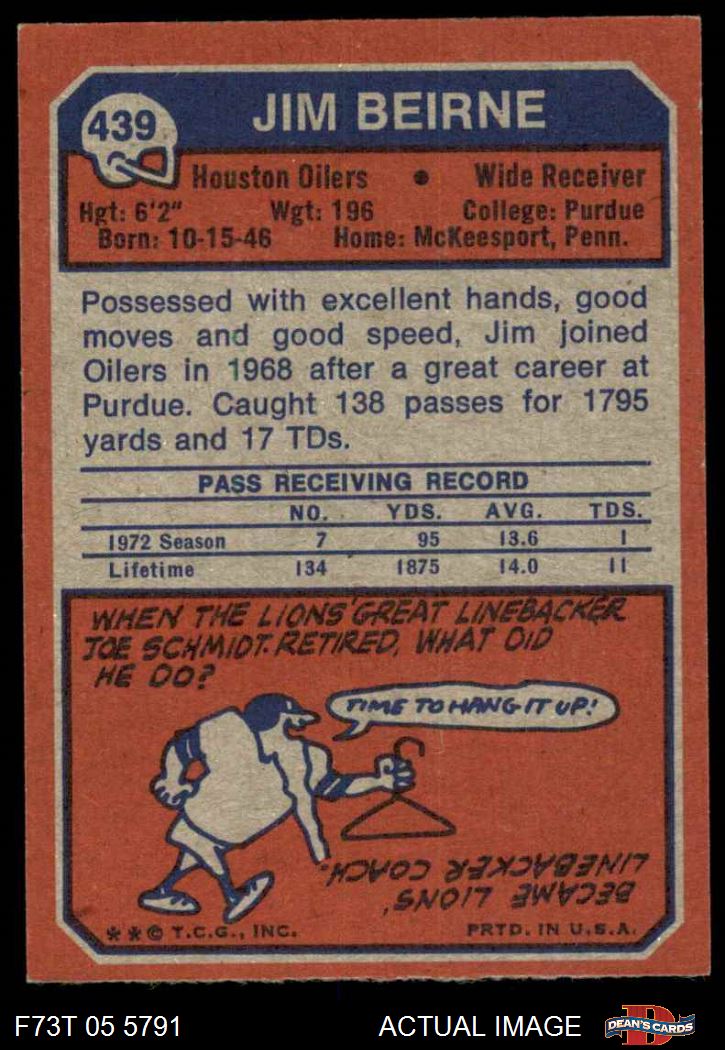 439
JIM BEIRNE
Houston Oilers • Wide Receiver
Hgt: 6'2" Wgt: 196 College: Purdue
Born: 10-15-46 Home: McKeesport, Penn.
Possessed with excellent hands, good
moves and good speed, Jim joined
Oilers in 1968 after a great career at
Purdue. Caught 138 passes for 1795
yards and 17 TDs.
PASS RECEIVING RECORD
NO. YDS. AVG. TDS.
1972 Season 7 95 13.6 1
Lifetime 134 1875 14.0 11
WHEN THE LIONS' GREAT LINEBACKER
JOE SCHMIDT RETIRED, WHAT DID
HE DO?
TIME TO HANG IT UP!
BECAME LIONS'
LINEBACKER COACH.
** © T.C.G., INC. PRTD. IN U.S.A.
F73T 05 5791 ACTUAL IMAGE
D
DEAN'S CARDS